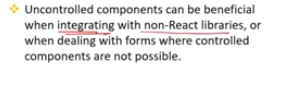 Uncontrolled components can be beneficial
when integrating with non-React libraries, or
when dealing with forms where controlled
components are not possible.